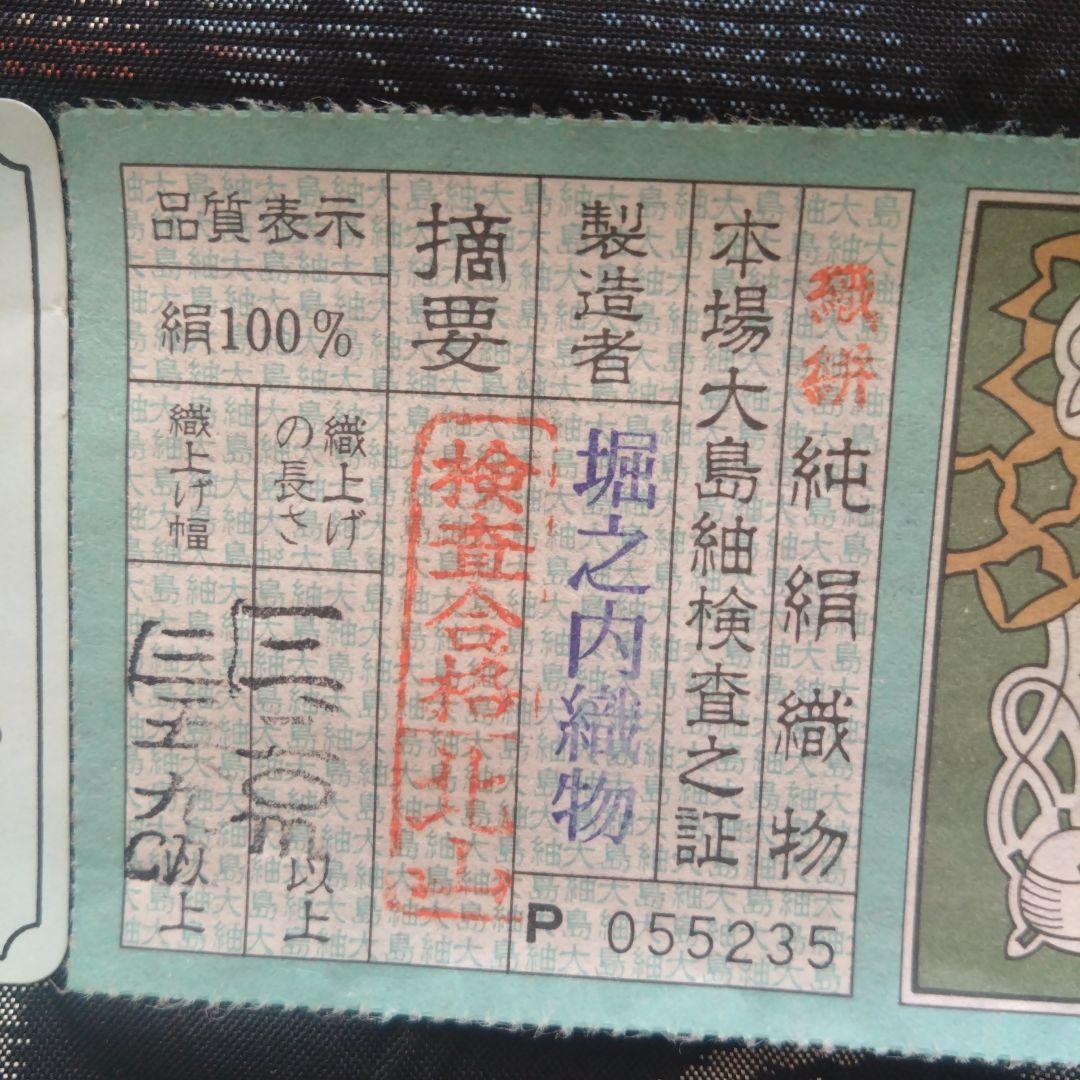 織絣
純絹織物
本場大島紬検査之証
製造者
堀之内織物
P 055235
摘要
検査合格
北山
品質表示
絹100%
織上げの長さ
以上
織上げ幅
以上